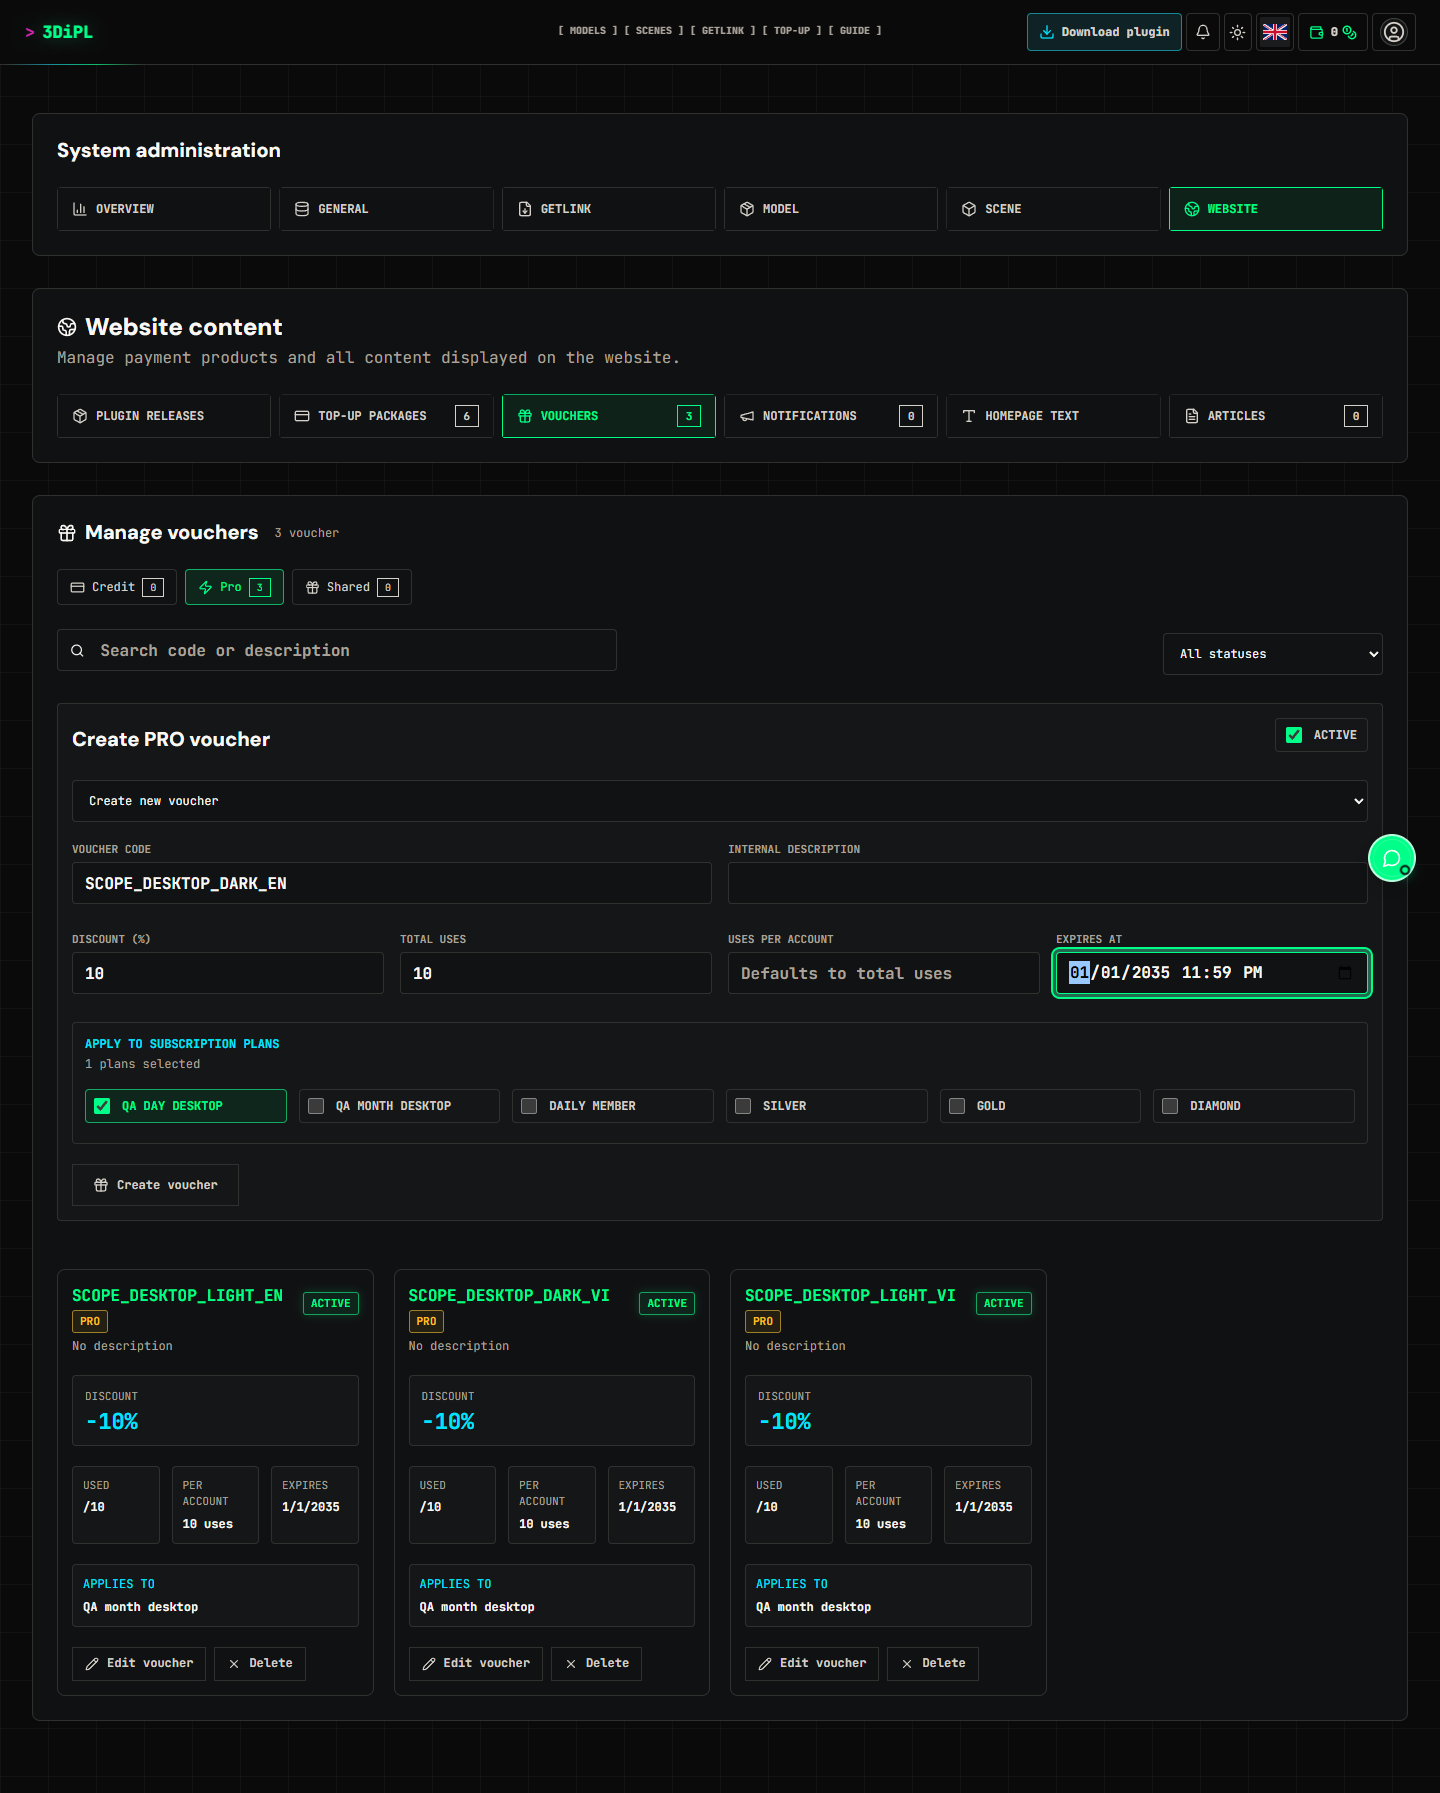 > 3DiPL
[ MODELS ] [ SCENES ] [ GETLINK ] [ TOP-UP ] [ GUIDE ]
Download plugin
0
System administration
OVERVIEW
GENERAL
GETLINK
MODEL
SCENE
WEBSITE
Website content
Manage payment products and all content displayed on the website.
PLUGIN RELEASES
TOP-UP PACKAGES 6
VOUCHERS 3
NOTIFICATIONS 0
HOMEPAGE TEXT
ARTICLES 0
Manage vouchers 3 voucher
Credit 0
Pro 3
Shared 0
Search code or description
All statuses
Create PRO voucher
ACTIVE
Create new voucher
VOUCHER CODE
SCOPE_DESKTOP_DARK_EN
INTERNAL DESCRIPTION
DISCOUNT (%)
10
TOTAL USES
10
USES PER ACCOUNT
Defaults to total uses
EXPIRES AT
01/01/2035 11:59 PM
APPLY TO SUBSCRIPTION PLANS
1 plans selected
QA DAY DESKTOP
QA MONTH DESKTOP
DAILY MEMBER
SILVER
GOLD
DIAMOND
Create voucher
SCOPE_DESKTOP_LIGHT_EN
ACTIVE
PRO
No description
DISCOUNT
-10%
USED
/10
PER
ACCOUNT
10 uses
EXPIRES
1/1/2035
APPLIES TO
QA month desktop
Edit voucher
Delete
SCOPE_DESKTOP_DARK_VI
ACTIVE
PRO
No description
DISCOUNT
-10%
USED
/10
PER
ACCOUNT
10 uses
EXPIRES
1/1/2035
APPLIES TO
QA month desktop
Edit voucher
Delete
SCOPE_DESKTOP_LIGHT_VI
ACTIVE
PRO
No description
DISCOUNT
-10%
USED
/10
PER
ACCOUNT
10 uses
EXPIRES
1/1/2035
APPLIES TO
QA month desktop
Edit voucher
Delete